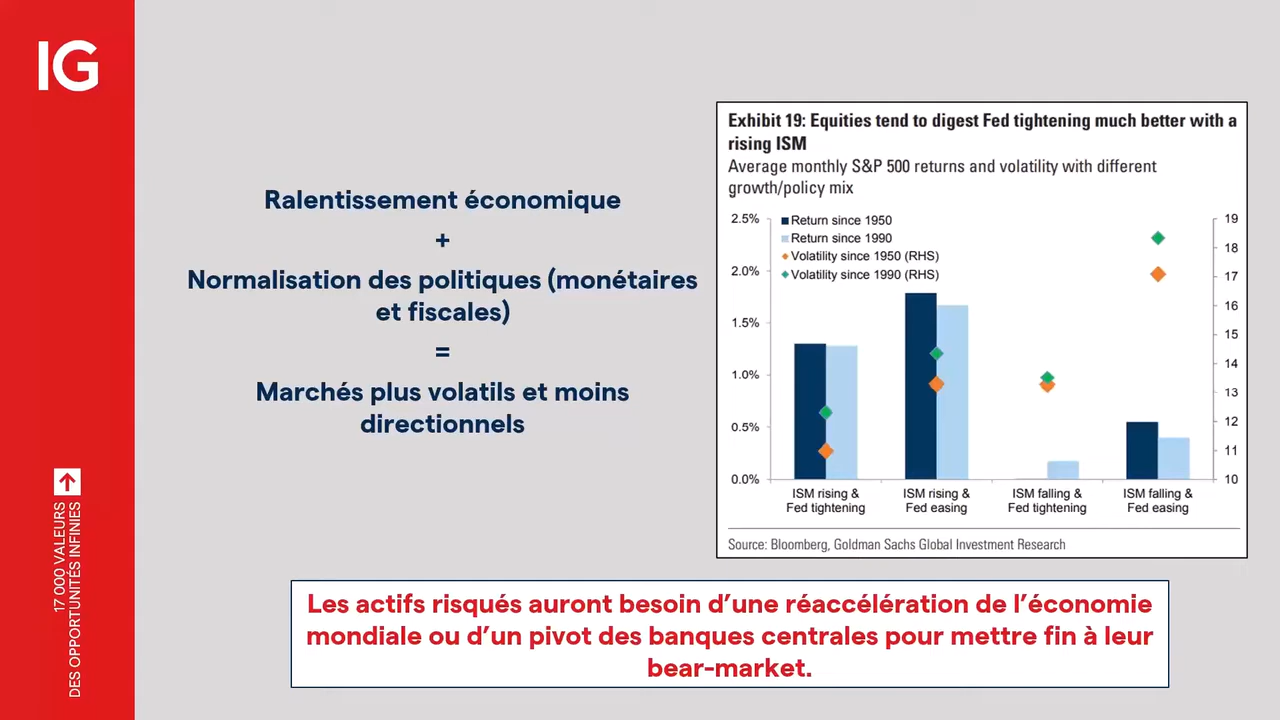 IG
17 000 VALEURS
DES OPPORTUNITÉS INFINIES
Ralentissement économique
+
Normalisation des politiques (monétaires
et fiscales)
=
Marchés plus volatils et moins
directionnels
Exhibit 19: Equities tend to digest Fed tightening much better with a
rising ISM
Average monthly S&P 500 returns and volatility with different
growth/policy mix
2.5%
2.0%
1.5%
1.0%
0.5%
0.0%
Return since 1950
Return since 1990
Volatility since 1950 (RHS)
Volatility since 1990 (RHS)
19
18
17
16
15
14
13
12
11
10
ISM rising &
Fed tightening
ISM rising &
Fed easing
ISM falling &
Fed tightening
ISM falling &
Fed easing
Source: Bloomberg, Goldman Sachs Global Investment Research
Les actifs risqués auront besoin d’une réaccélération de l’économie
mondiale ou d’un pivot des banques centrales pour mettre fin à leur
bear-market.